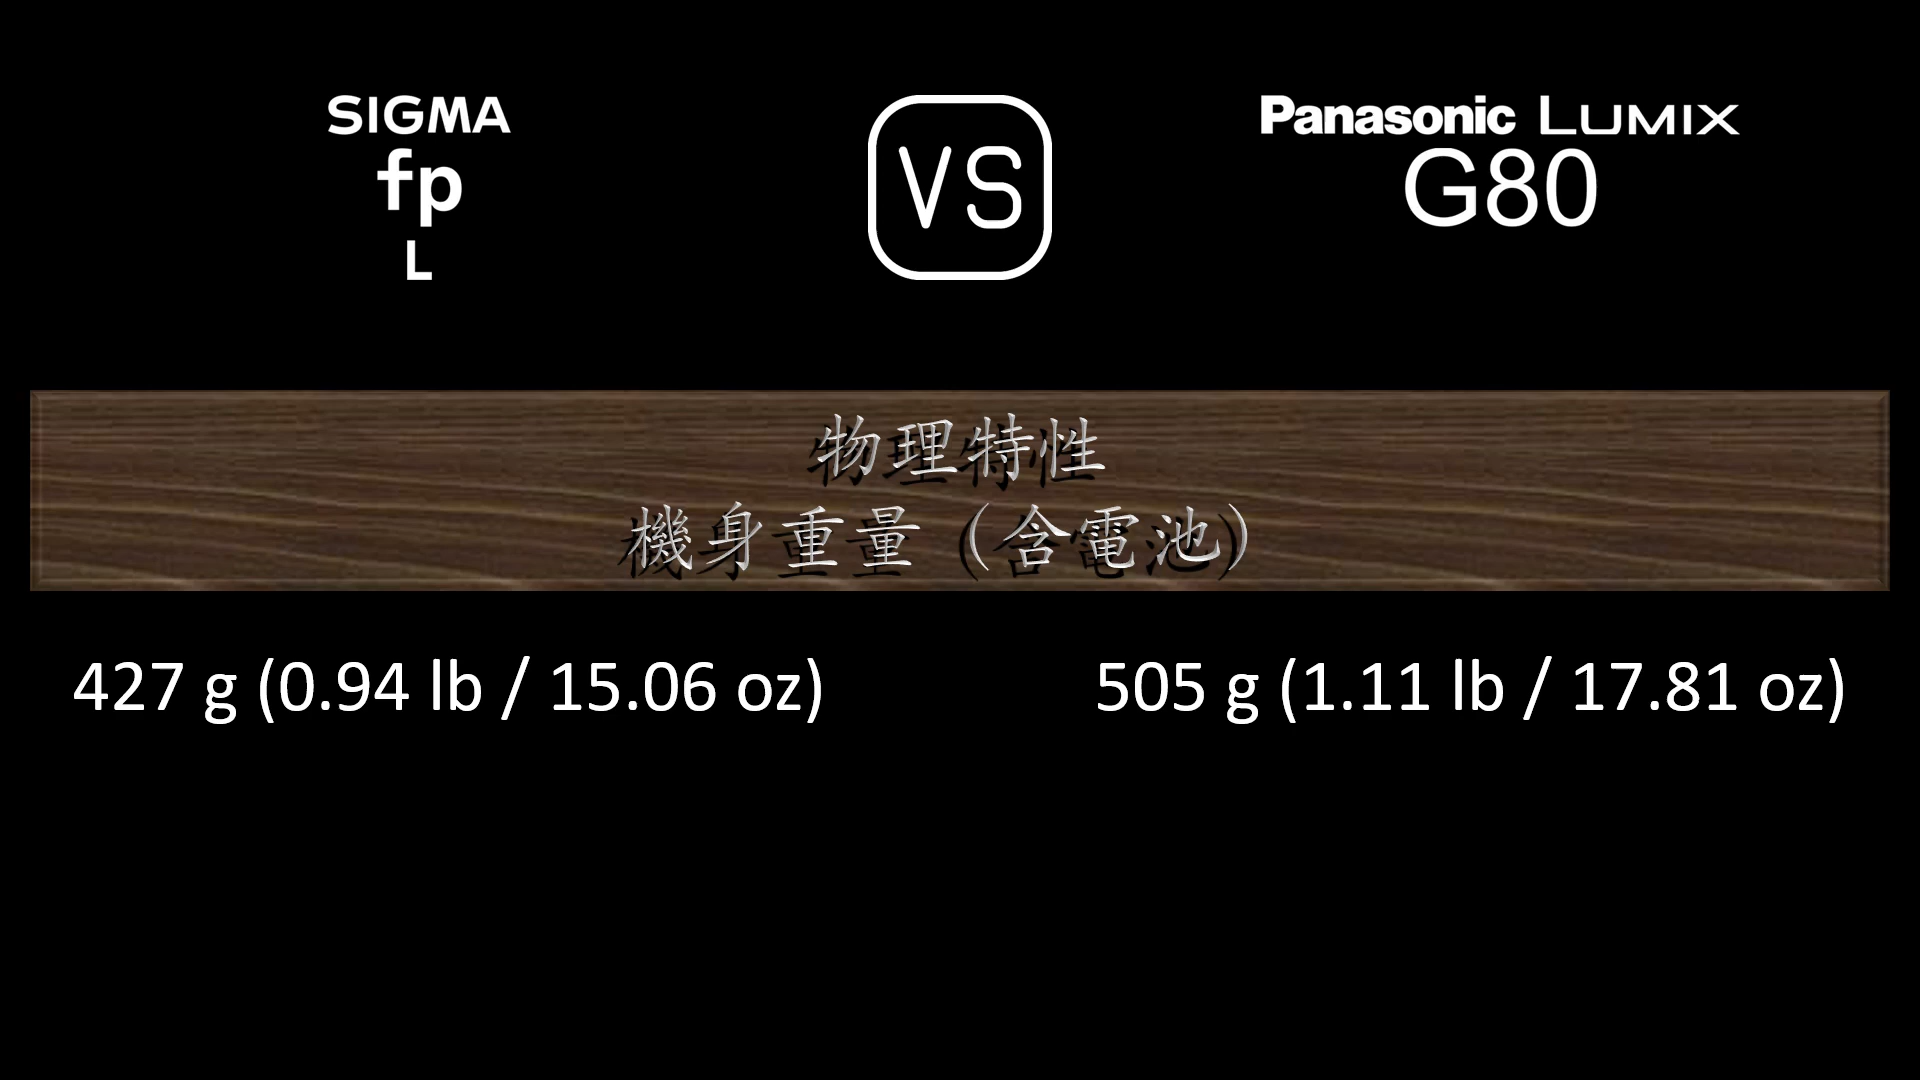 SIGMA
fp
L
VS
Panasonic LUMIX
G80
物理特性
機身重量（含電池）
427 g (0.94 lb / 15.06 oz)
505 g (1.11 lb / 17.81 oz)